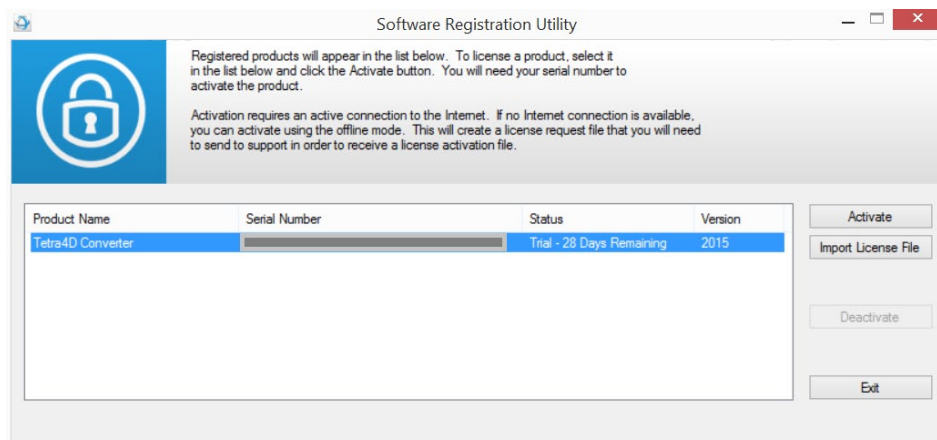 Software Registration Utility
Registered products will appear in the list below. To license a product, select it
in the list below and click the Activate button. You will need your serial number to
activate the product.
Activation requires an active connection to the Internet. If no Internet connection is available,
you can activate using the offline mode. This will create a license request file that you will need
to send to support in order to receive a license activation file.
Product Name Serial Number Status Version
Tetra4D Converter Trial - 28 Days Remaining 2015
Activate
Import License File
Deactivate
Exit